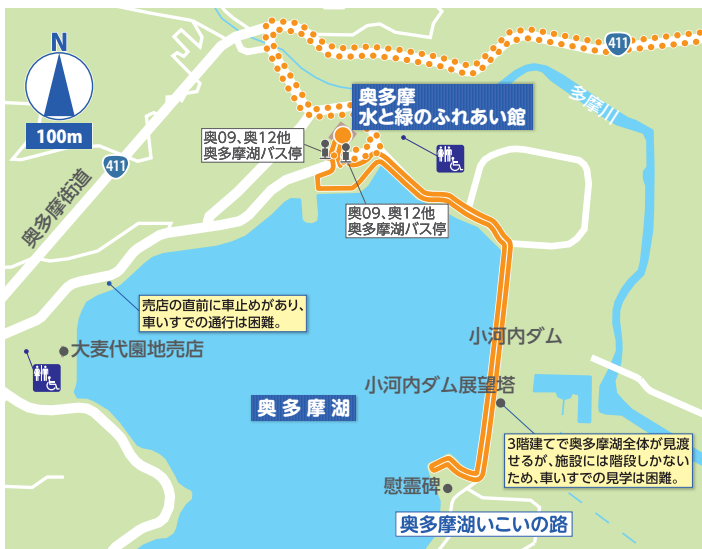 N
100m
411
奥多摩
水と緑のふれあい館
多摩川
奥09、奥12他
奥多摩湖バス停
411
奥多摩街道
奥09、奥12他
奥多摩湖バス停
売店の直前に車止めがあり、
車いすでの通行は困難。
大麦代園地売店
小河内ダム
小河内ダム展望塔
奥多摩湖
3階建てで奥多摩湖全体が見渡
せるが、施設には階段しかない
ため、車いすでの見学は困難。
慰霊碑
奥多摩湖いこいの路